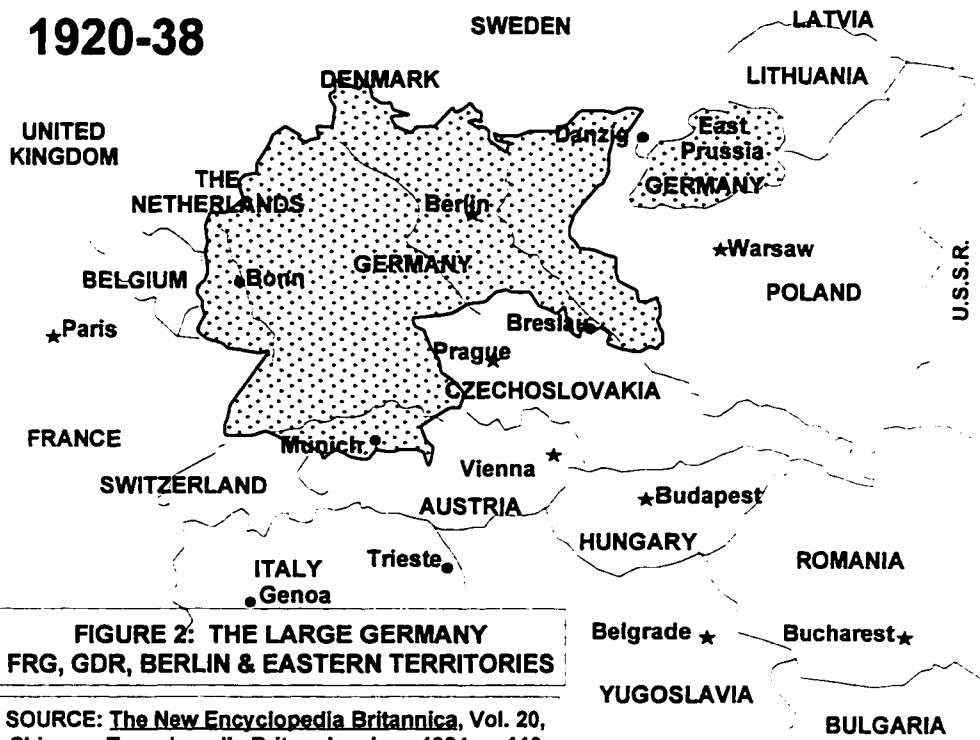 1920-38
SWEDEN
LATVIA
LITHUANIA
DENMARK
UNITED
KINGDOM
Danzig
East
Prussia
GERMANY
THE
NETHERLANDS
Berlin
Warsaw
U.S.S.R.
BELGIUM
Bonn
GERMANY
POLAND
Paris
Breslau
Prague
CZECHOSLOVAKIA
FRANCE
Munich
Vienna
SWITZERLAND
AUSTRIA
Budapest
HUNGARY
ROMANIA
ITALY
Trieste
Genoa
FIGURE 2: THE LARGE GERMANY
FRG, GDR, BERLIN & EASTERN TERRITORIES
Belgrade
Bucharest
YUGOSLAVIA
BULGARIA
SOURCE: The New Encyclopedia Britannica, Vol. 20,